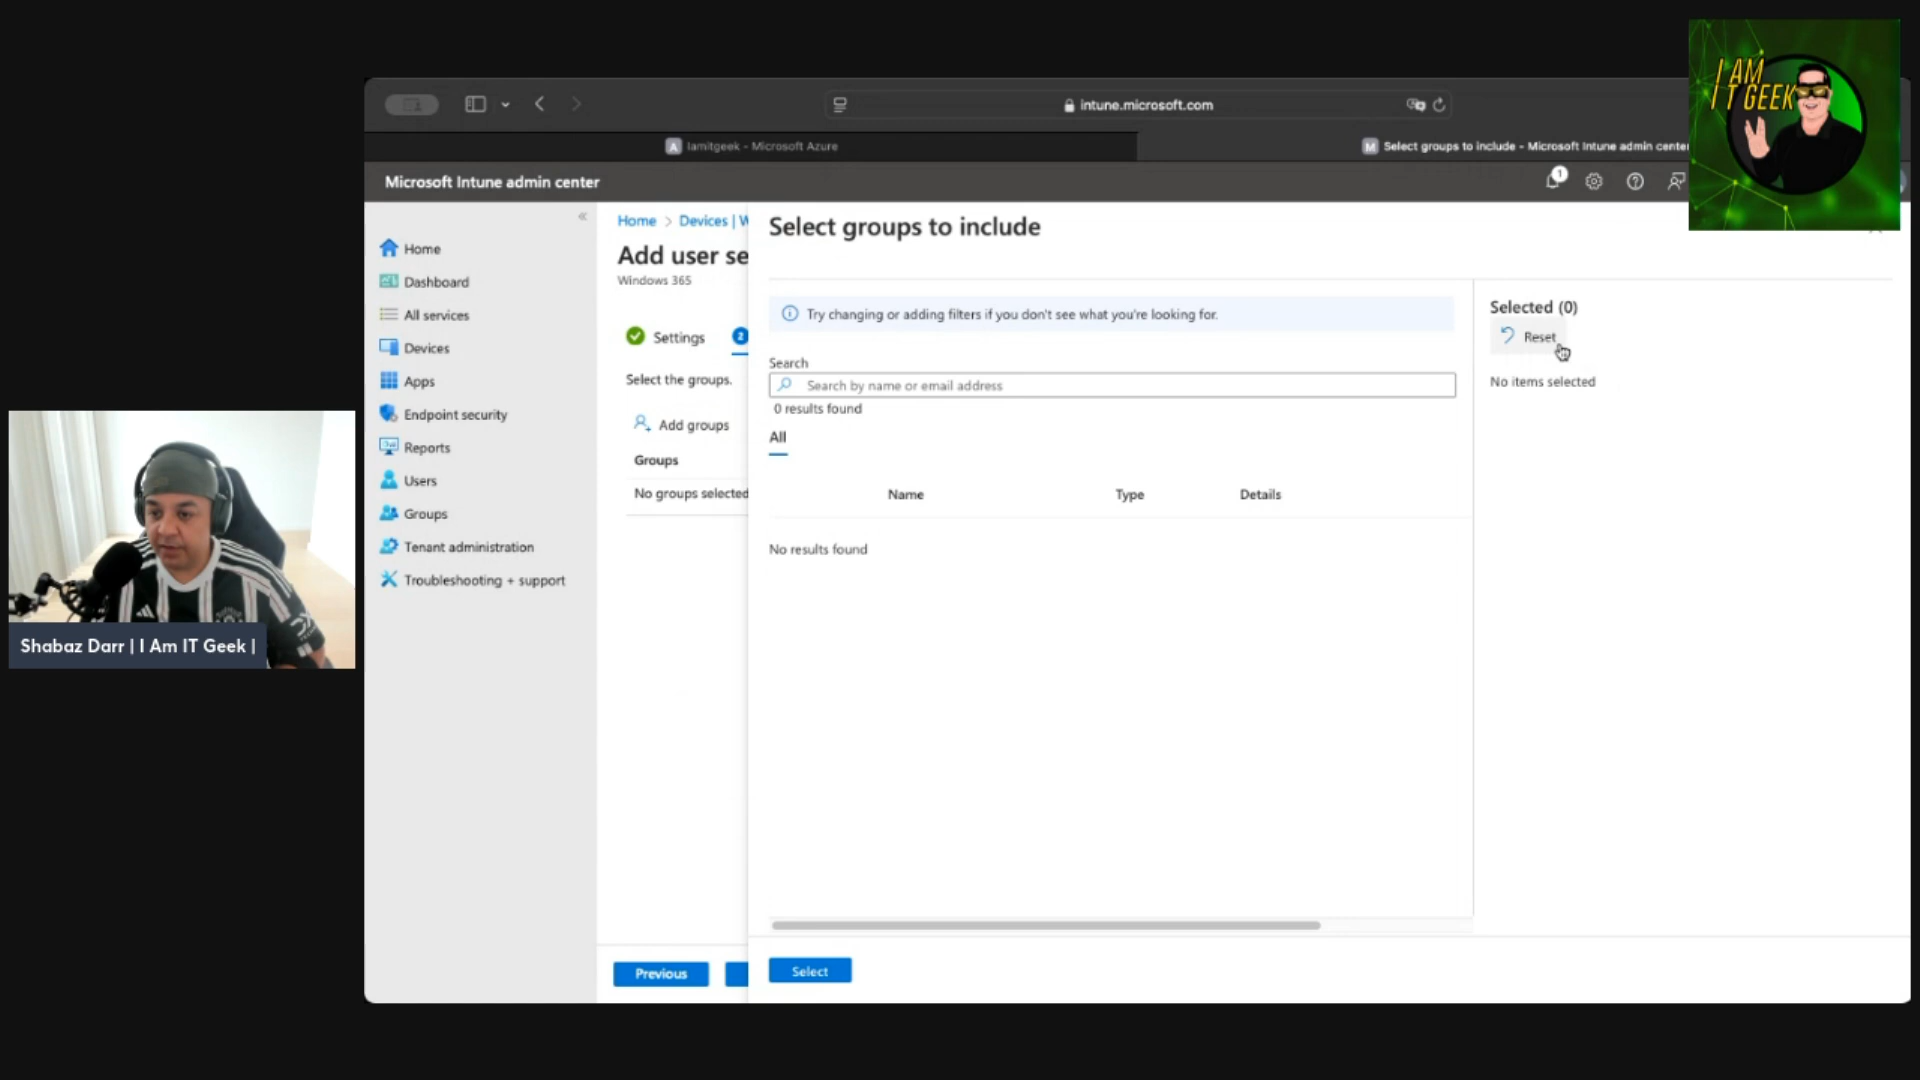 I AM
IT GEEK
intune.microsoft.com
Iamitgeek - Microsoft Azure
Select groups to include - Microsoft Intune admin center
Microsoft Intune admin center
1
Home
Dashboard
All services
Devices
Apps
Endpoint security
Reports
Users
Groups
Tenant administration
Troubleshooting + support
Home > Devices | W
Add user se
Windows 365
Settings
2
Select the groups.
Add groups
Groups
No groups selected
Previous
Select groups to include
Try changing or adding filters if you don't see what you're looking for.
Search
Search by name or email address
0 results found
All
Name Type Details
No results found
Select
Selected (0)
Reset
No items selected
Shabaz Darr | I Am IT Geek |